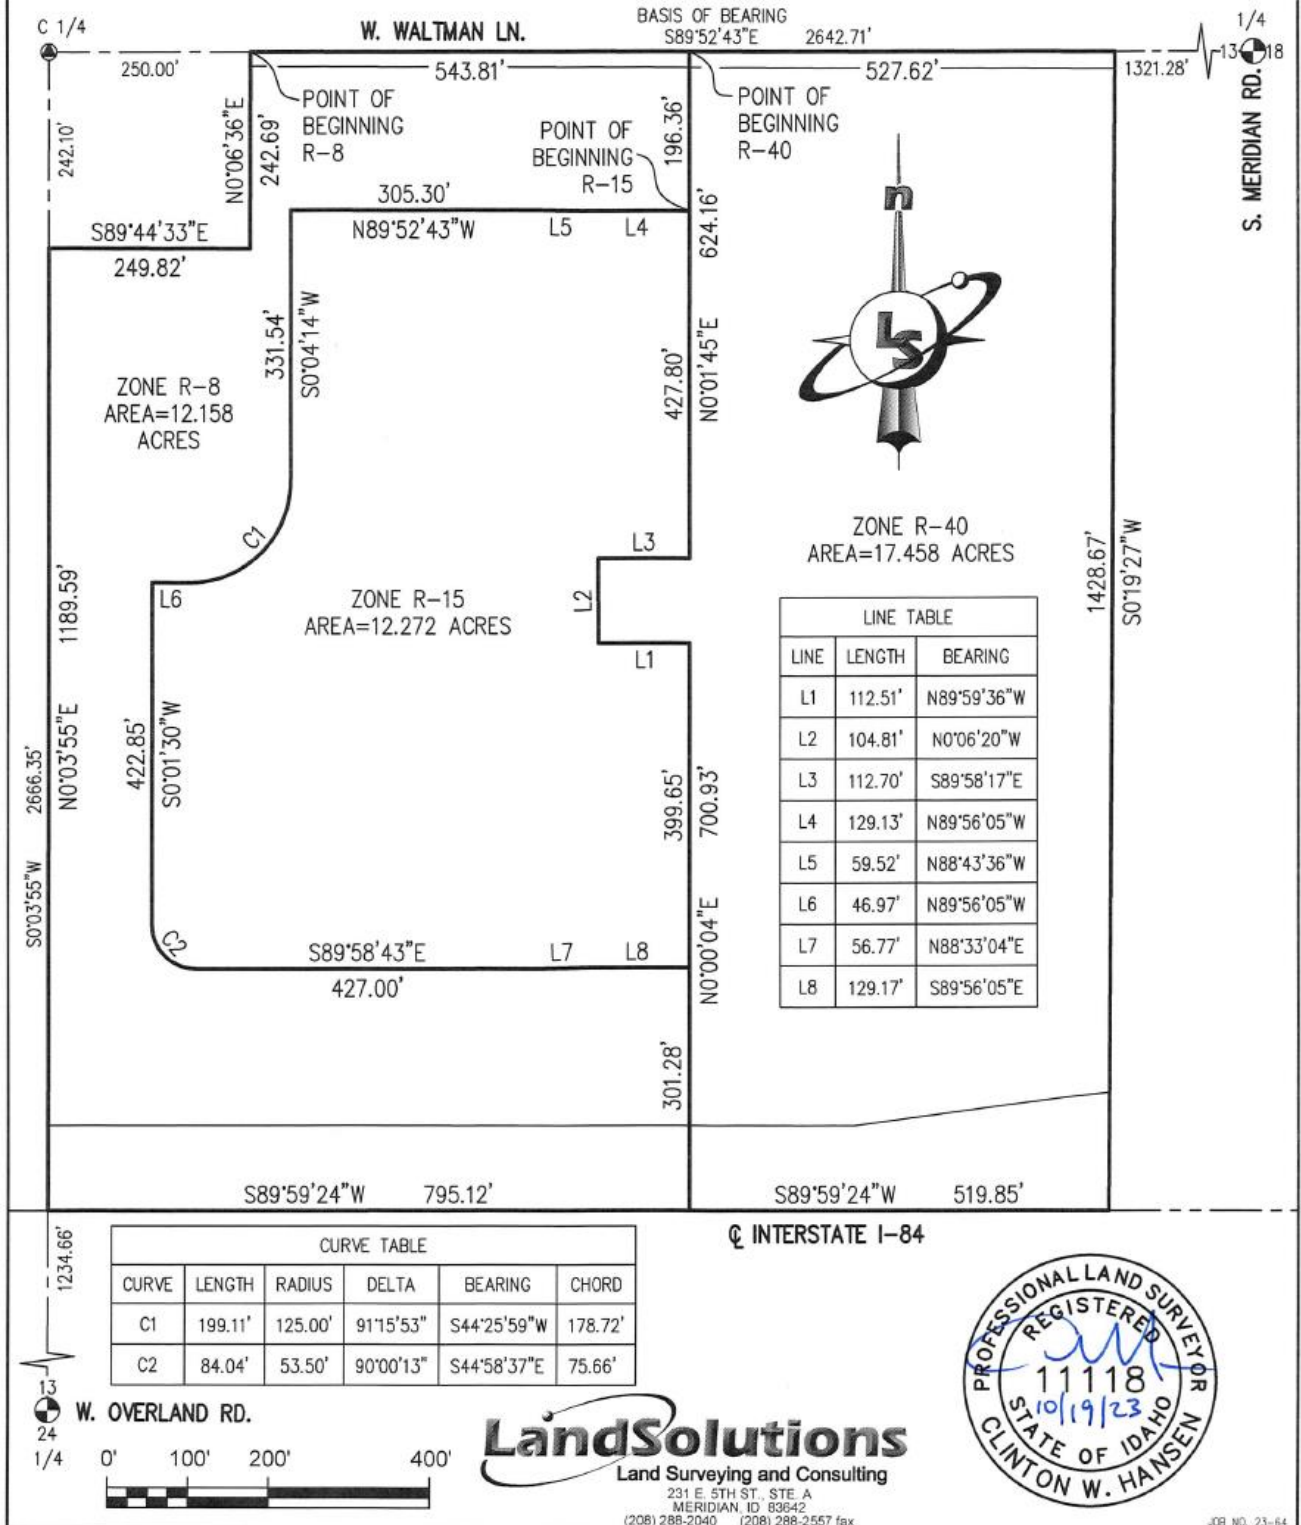 C 1/4
W. WALTMAN LN.
BASIS OF BEARING
S89°52'43"E 2642.71'
1/4
13 18
250.00'
543.81'
527.62'
1321.28'
S. MERIDIAN RD.
242.10'
N0°06'36"E
242.69'
POINT OF
BEGINNING
R-8
POINT OF
BEGINNING
R-15
196.36'
POINT OF
BEGINNING
R-40
n
LS
S89°44'33"E
249.82'
305.30'
N89°52'43"W
L5
L4
624.16'
N0°01'45"E
427.80'
331.54'
S0°04'14"W
ZONE R-8
AREA=12.158
ACRES
C1
L6
ZONE R-15
AREA=12.272 ACRES
L3
L2
L1
ZONE R-40
AREA=17.458 ACRES
1428.67'
S0°19'27"W
1189.59'
N0°03'55"E
2666.35'
S0°03'55"W
422.85'
S0°01'30"W
C2
S89°58'43"E
427.00'
L7
L8
399.65'
700.93'
N0°00'04"E
301.28'
LINE TABLE
LINE LENGTH BEARING
L1 112.51' N89°59'36"W
L2 104.81' N0°06'20"W
L3 112.70' S89°58'17"E
L4 129.13' N89°56'05"W
L5 59.52' N88°43'36"W
L6 46.97' N89°56'05"W
L7 56.77' N88°33'04"E
L8 129.17' S89°56'05"E
S89°59'24"W 795.12'
S89°59'24"W 519.85'
℄ INTERSTATE I-84
1234.66'
CURVE TABLE
CURVE LENGTH RADIUS DELTA BEARING CHORD
C1 199.11' 125.00' 91°15'53" S44°25'59"W 178.72'
C2 84.04' 53.50' 90°00'13" S44°58'37"E 75.66'
13
24
1/4
W. OVERLAND RD.
0' 100' 200' 400'
LandSolutions
Land Surveying and Consulting
231 E. 5TH ST., STE. A
MERIDIAN, ID 83642
(208) 288-2040 (208) 288-2557 fax
PROFESSIONAL LAND SURVEYOR
REGISTERED
11118
10/19/23
STATE OF IDAHO
CLINTON W. HANSEN
JOB NO. 23-64